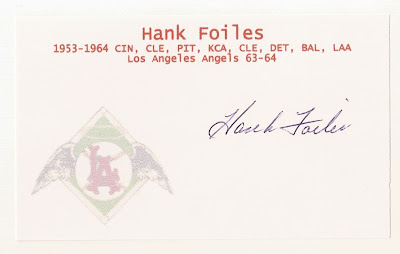 Hank Foiles
1953-1964 CIN, CLE, PIT, KCA, CLE, DET, BAL, LAA
Los Angeles Angels 63-64
Hank Foiles
LA